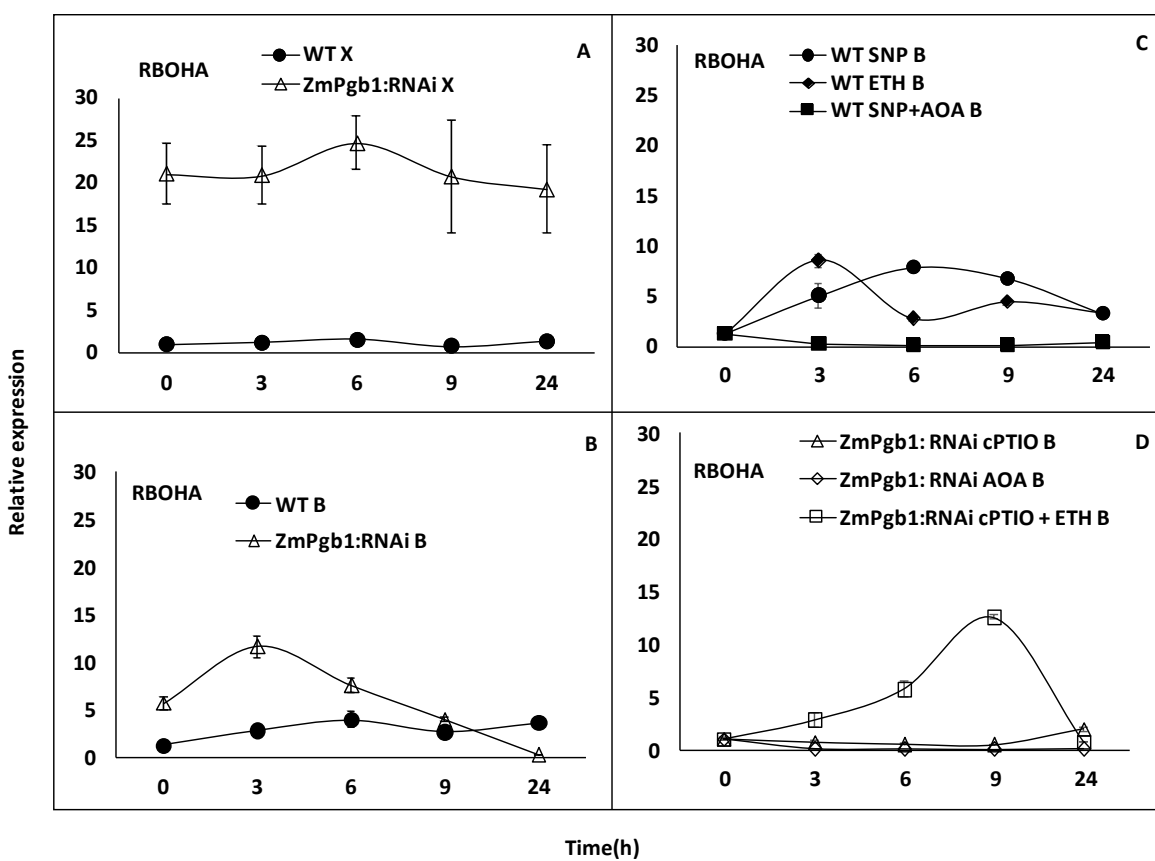 Relative expression
A
RBOHA
WT X
ZmPgb1:RNAi X
30
25
20
15
10
5
0
0 3 6 9 24
B
RBOHA
WT B
ZmPgb1:RNAi B
30
25
20
15
10
5
0
0 3 6 9 24
C
RBOHA
WT SNP B
WT ETH B
WT SNP+AOA B
30
25
20
15
10
5
0
0 3 6 9 24
D
RBOHA
ZmPgb1: RNAi cPTIO B
ZmPgb1: RNAi AOA B
ZmPgb1:RNAi cPTIO + ETH B
30
25
20
15
10
5
0
0 3 6 9 24
Time(h)